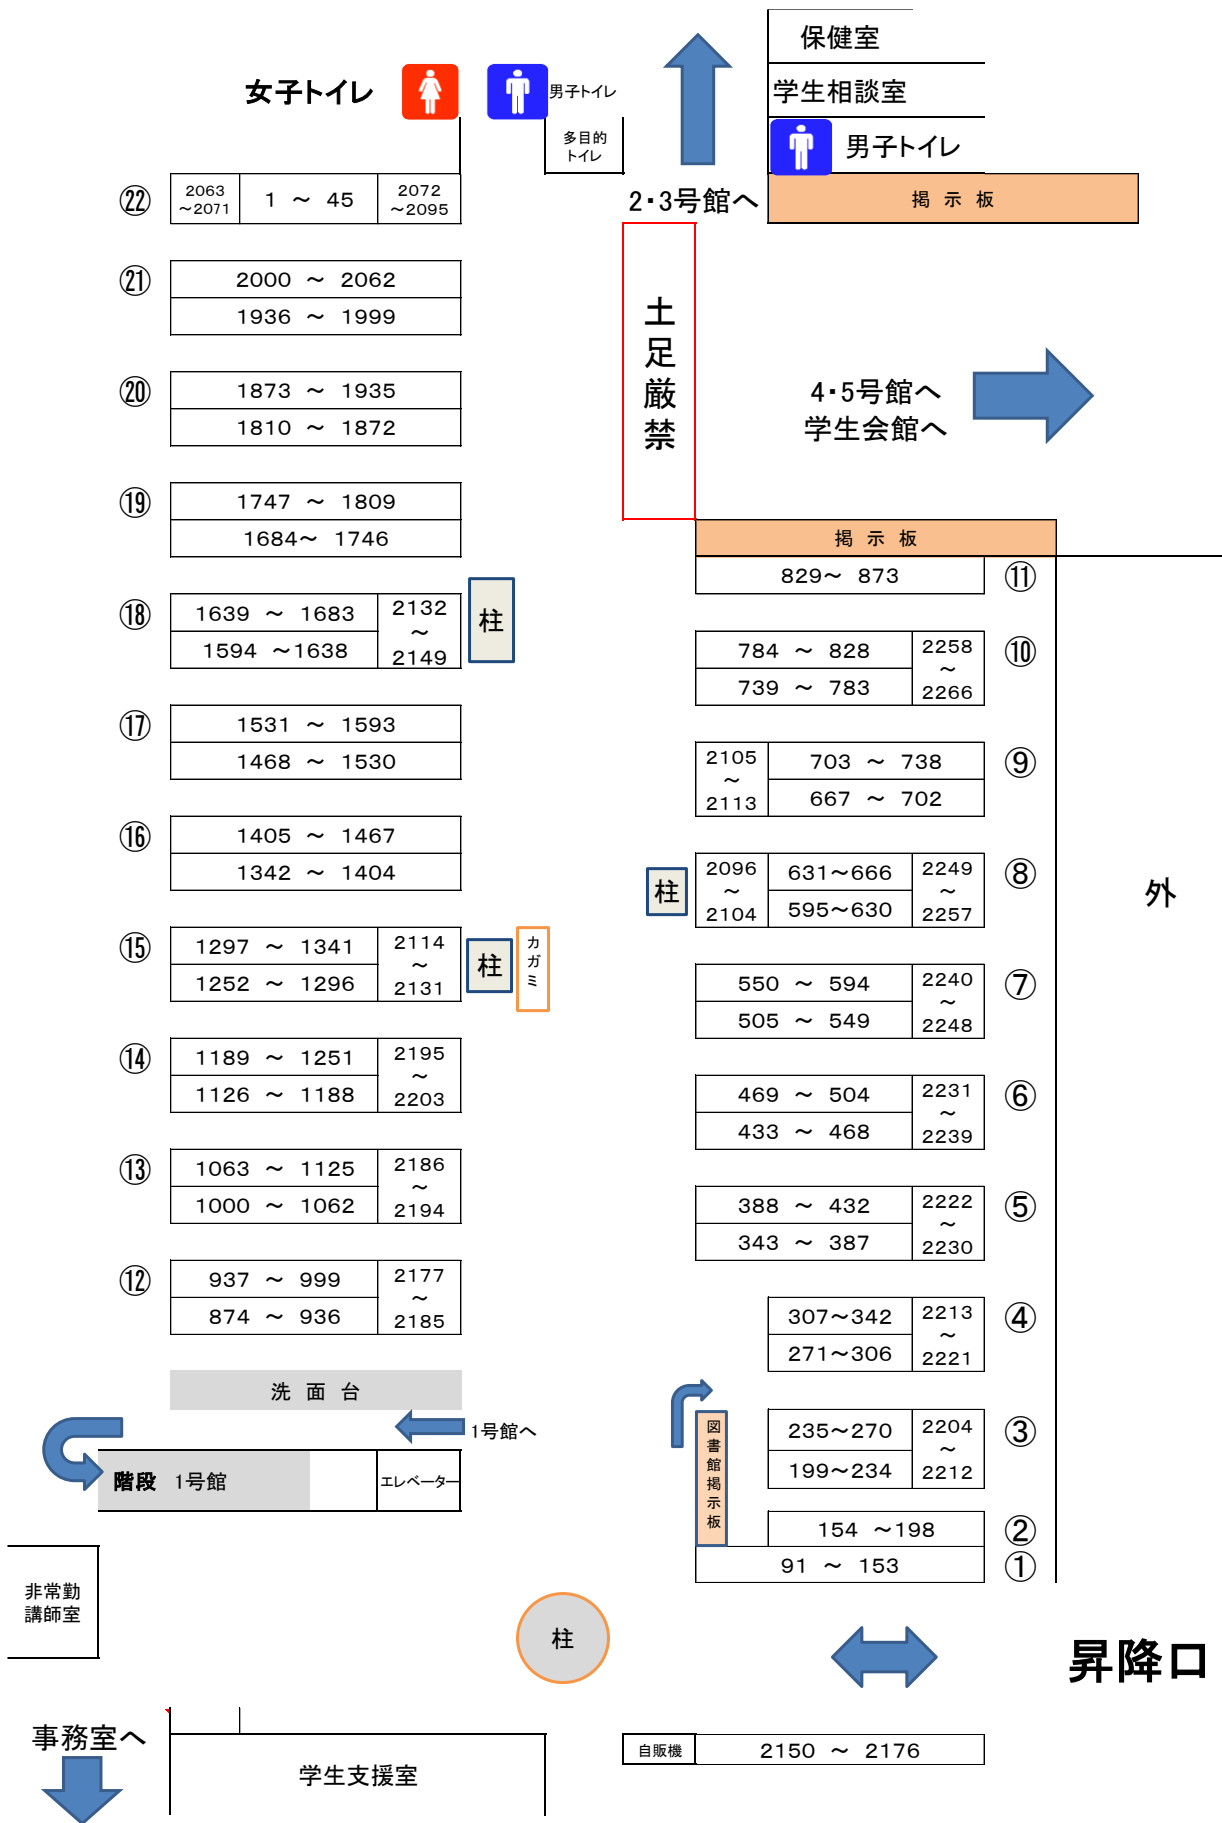 保健室
学生相談室
男子トイレ
女子トイレ
男子トイレ
多目的
トイレ
2・3号館へ
掲 示 板
㉒
2063
～2071
1 ～ 45
2072
～2095
㉑
2000 ～ 2062
1936 ～ 1999
⑳
1873 ～ 1935
1810 ～ 1872
⑲
1747 ～ 1809
1684～ 1746
⑱
1639 ～ 1683
1594 ～1638
2132
～
2149
柱
⑰
1531 ～ 1593
1468 ～ 1530
⑯
1405 ～ 1467
1342 ～ 1404
⑮
1297 ～ 1341
1252 ～ 1296
2114
～
2131
柱
カガミ
⑭
1189 ～ 1251
1126 ～ 1188
2195
～
2203
⑬
1063 ～ 1125
1000 ～ 1062
2186
～
2194
⑫
937 ～ 999
874 ～ 936
2177
～
2185
洗 面 台
1号館へ
階段 1号館
エレベーター
非常勤
講師室
柱
事務室へ
学生支援室
土足厳禁
4・5号館へ
学生会館へ
掲 示 板
829～ 873
⑪
784 ～ 828
739 ～ 783
2258
～
2266
⑩
2105
～
2113
703 ～ 738
667 ～ 702
⑨
柱
2096
～
2104
631～666
595～630
2249
～
2257
⑧
外
550 ～ 594
505 ～ 549
2240
～
2248
⑦
469 ～ 504
433 ～ 468
2231
～
2239
⑥
388 ～ 432
343 ～ 387
2222
～
2230
⑤
307～342
271～306
2213
～
2221
④
図書館掲示板
235～270
199～234
2204
～
2212
③
154 ～198
②
91 ～ 153
①
昇降口
自販機
2150 ～ 2176